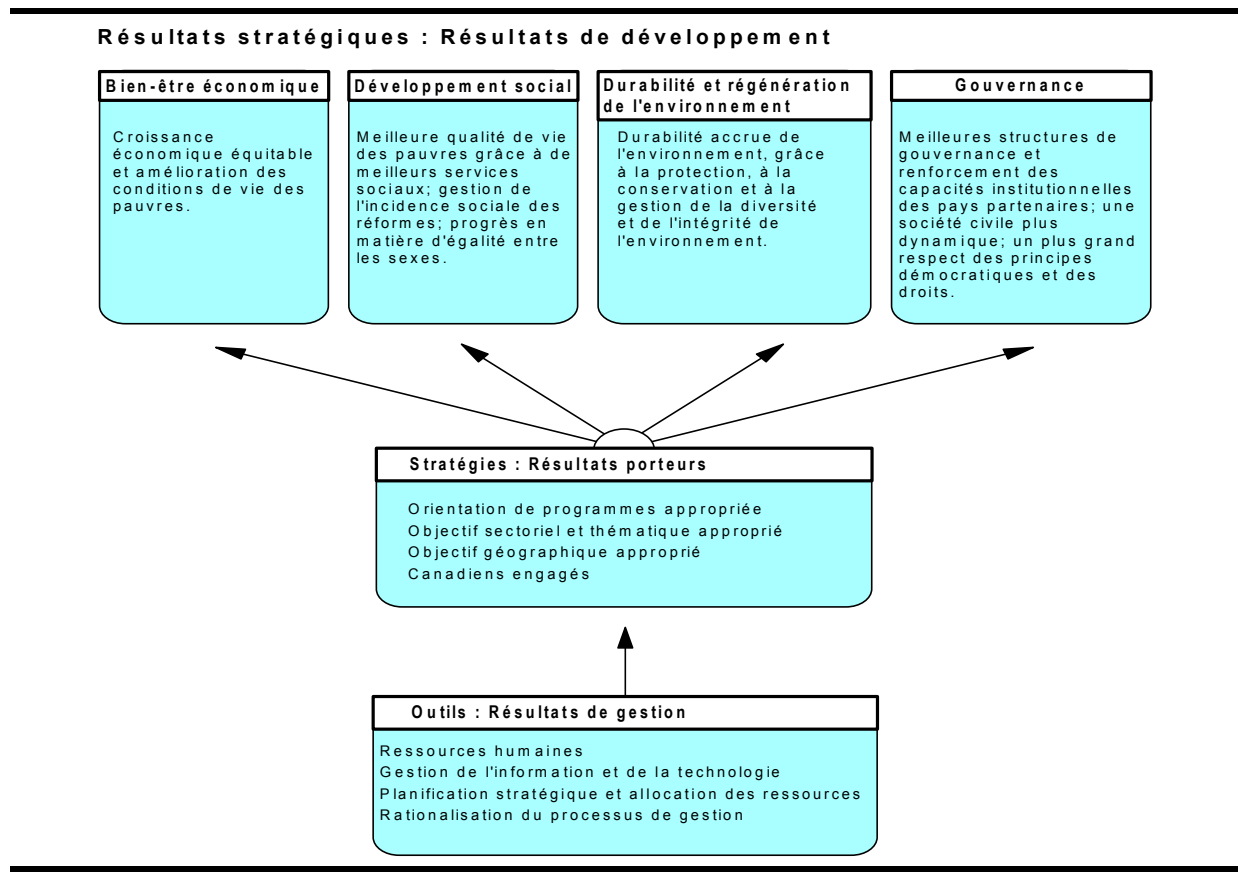 Résultats stratégiques : Résultats de développement
Bien-être économique
Croissance
économique équitable
et amélioration des
conditions de vie des
pauvres.
Développement social
Meilleure qualité de vie
des pauvres grâce à de
meilleurs services
sociaux; gestion de
l'incidence sociale des
réformes; progrès en
matière d'égalité entre
les sexes.
Durabilité et régénération
de l'environnement
Durabilité accrue de
l'environnement, grâce
à la protection, à la
conservation et à la
gestion de la diversité
et de l'intégrité de
l'environnement.
Gouvernance
Meilleures structures de
gouvernance et
renforcement des
capacités institutionnelles
des pays partenaires; une
société civile plus
dynamique; un plus grand
respect des principes
démocratiques et des
droits.
Stratégies : Résultats porteurs
Orientation de programmes appropriée
Objectif sectoriel et thématique approprié
Objectif géographique approprié
Canadiens engagés
Outils : Résultats de gestion
Ressources humaines
Gestion de l'information et de la technologie
Planification stratégique et allocation des ressources
Rationalisation du processus de gestion